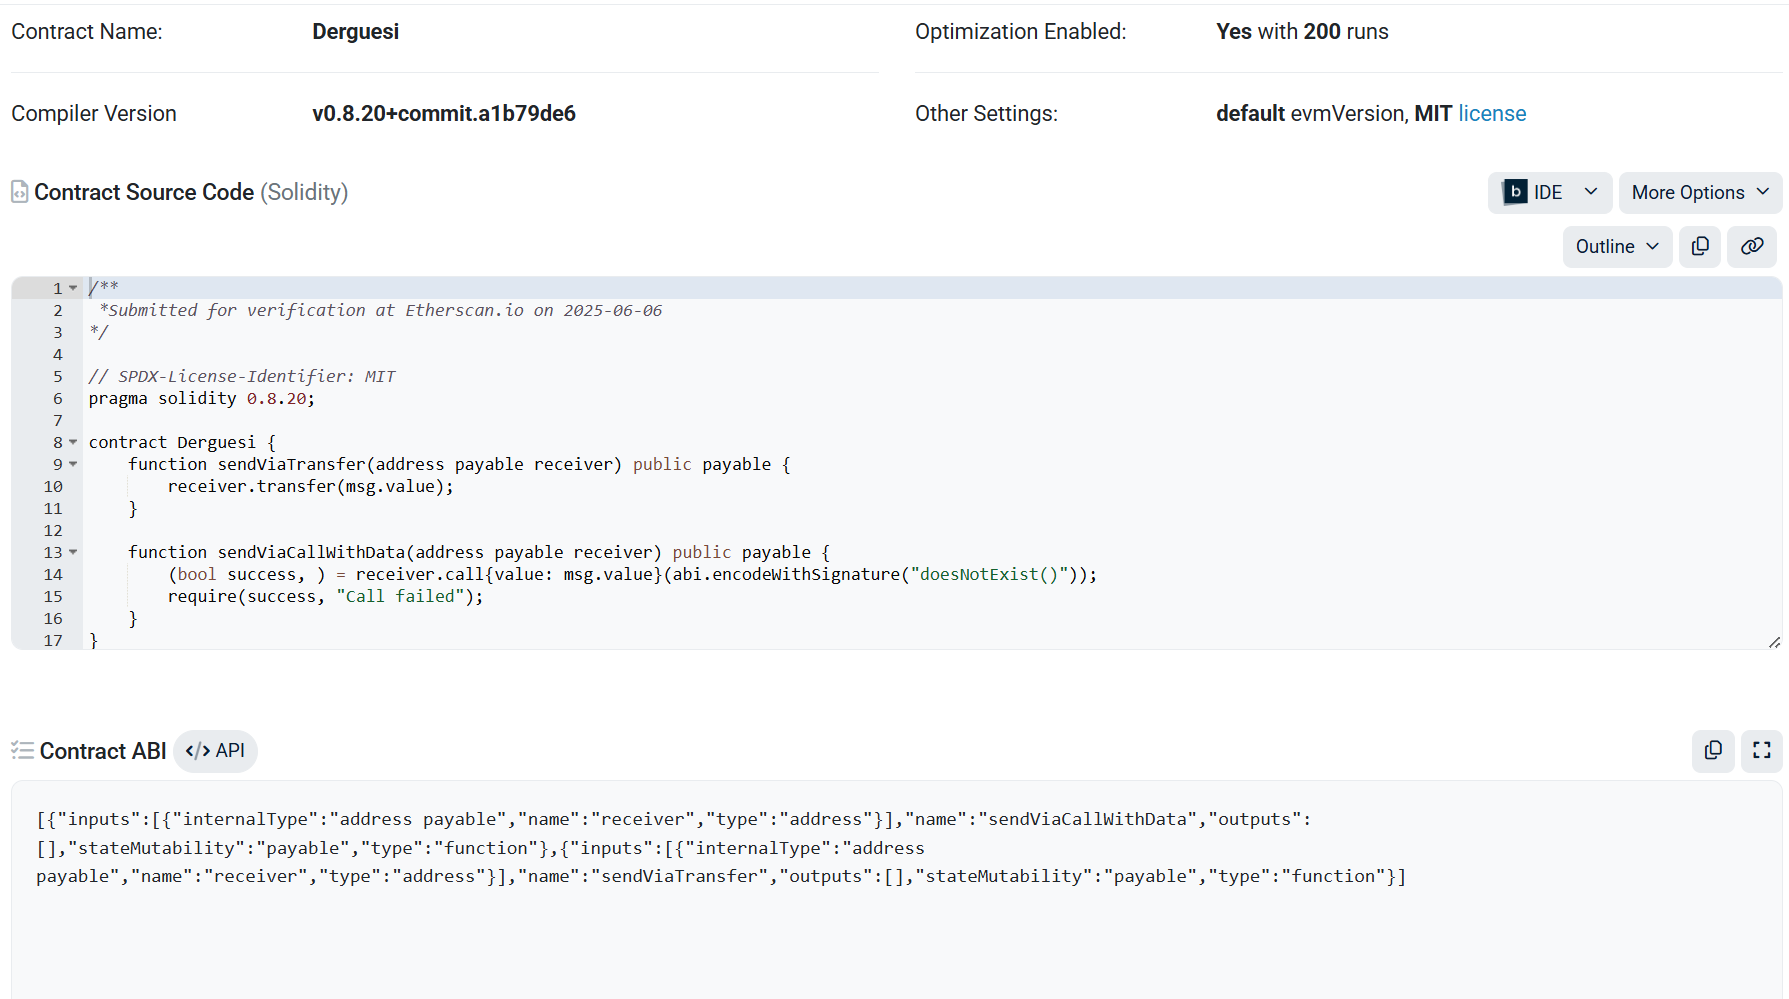 Contract Name: Derguesi Optimization Enabled: Yes with 200 runs
Compiler Version v0.8.20+commit.a1b79de6 Other Settings: default evmVersion, MIT license
Contract Source Code (Solidity) b IDE More Options
Outline
1 /**
2 *Submitted for verification at Etherscan.io on 2025-06-06
3 */
4
5 // SPDX-License-Identifier: MIT
6 pragma solidity 0.8.20;
7
8 contract Derguesi {
9     function sendViaTransfer(address payable receiver) public payable {
10         receiver.transfer(msg.value);
11     }
12
13     function sendViaCallWithData(address payable receiver) public payable {
14         (bool success, ) = receiver.call{value: msg.value}(abi.encodeWithSignature("doesNotExist()"));
15         require(success, "Call failed");
16     }
17 }
Contract ABI </> API
[{"inputs":[{"internalType":"address payable","name":"receiver","type":"address"}],"name":"sendViaCallWithData","outputs":
[],"stateMutability":"payable","type":"function"},{"inputs":[{"internalType":"address
payable","name":"receiver","type":"address"}],"name":"sendViaTransfer","outputs":[],"stateMutability":"payable","type":"function"}]